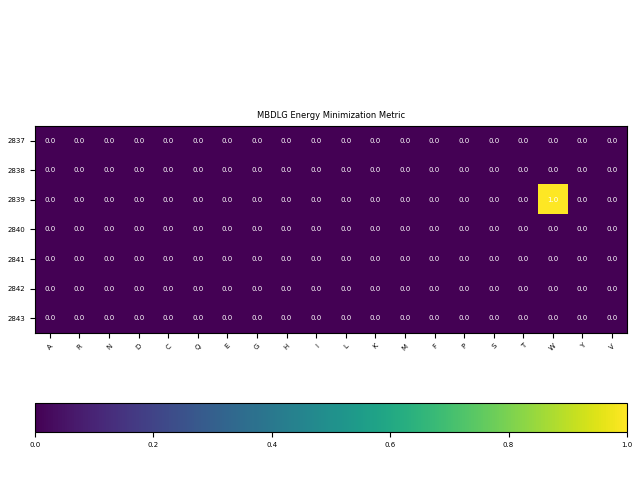 MBDLG Energy Minimization Metric
2837 0.0 0.0 0.0 0.0 0.0 0.0 0.0 0.0 0.0 0.0 0.0 0.0 0.0 0.0 0.0 0.0 0.0 0.0 0.0 0.0
2838 0.0 0.0 0.0 0.0 0.0 0.0 0.0 0.0 0.0 0.0 0.0 0.0 0.0 0.0 0.0 0.0 0.0 0.0 0.0 0.0
2839 0.0 0.0 0.0 0.0 0.0 0.0 0.0 0.0 0.0 0.0 0.0 0.0 0.0 0.0 0.0 0.0 0.0 1.0 0.0 0.0
2840 0.0 0.0 0.0 0.0 0.0 0.0 0.0 0.0 0.0 0.0 0.0 0.0 0.0 0.0 0.0 0.0 0.0 0.0 0.0 0.0
2841 0.0 0.0 0.0 0.0 0.0 0.0 0.0 0.0 0.0 0.0 0.0 0.0 0.0 0.0 0.0 0.0 0.0 0.0 0.0 0.0
2842 0.0 0.0 0.0 0.0 0.0 0.0 0.0 0.0 0.0 0.0 0.0 0.0 0.0 0.0 0.0 0.0 0.0 0.0 0.0 0.0
2843 0.0 0.0 0.0 0.0 0.0 0.0 0.0 0.0 0.0 0.0 0.0 0.0 0.0 0.0 0.0 0.0 0.0 0.0 0.0 0.0
A R N D C Q E G H I L K M F P S T W Y V
0.0 0.2 0.4 0.6 0.8 1.0